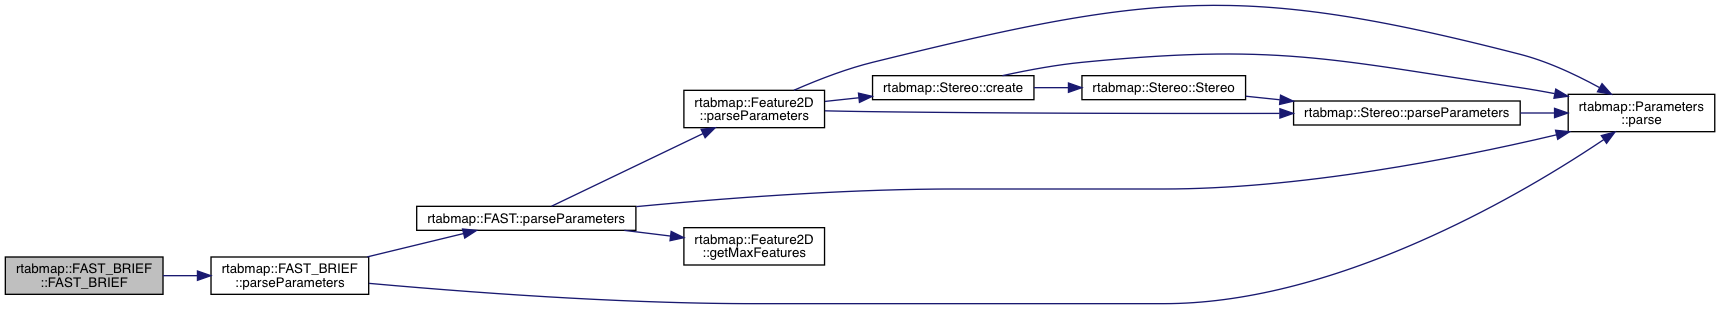 rtabmap::FAST_BRIEF
::FAST_BRIEF
rtabmap::FAST_BRIEF
::parseParameters
rtabmap::FAST::parseParameters
rtabmap::Feature2D
::parseParameters
rtabmap::Feature2D
::getMaxFeatures
rtabmap::Stereo::create
rtabmap::Stereo::Stereo
rtabmap::Stereo::parseParameters
rtabmap::Parameters
::parse